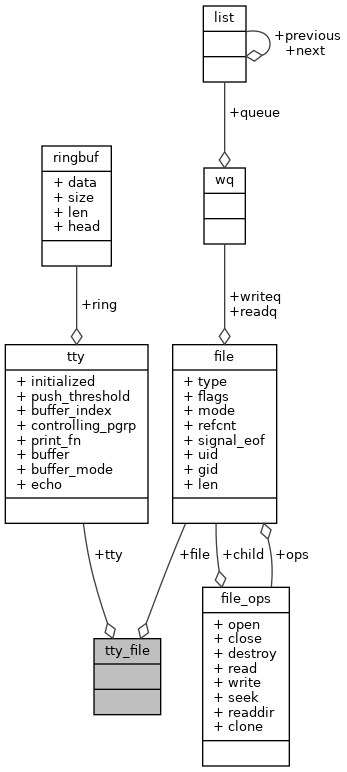 list
+previous
+next
+queue
ringbuf
+ data
+ size
+ len
+ head
wq
+ring
+writeq
+readq
tty
+ initialized
+ push_threshold
+ buffer_index
+ controlling_pgrp
+ print_fn
+ buffer
+ buffer_mode
+ echo
file
+ type
+ flags
+ mode
+ refcnt
+ signal_eof
+ uid
+ gid
+ len
+tty
+file
+child
+ops
tty_file
file_ops
+ open
+ close
+ destroy
+ read
+ write
+ seek
+ readdir
+ clone